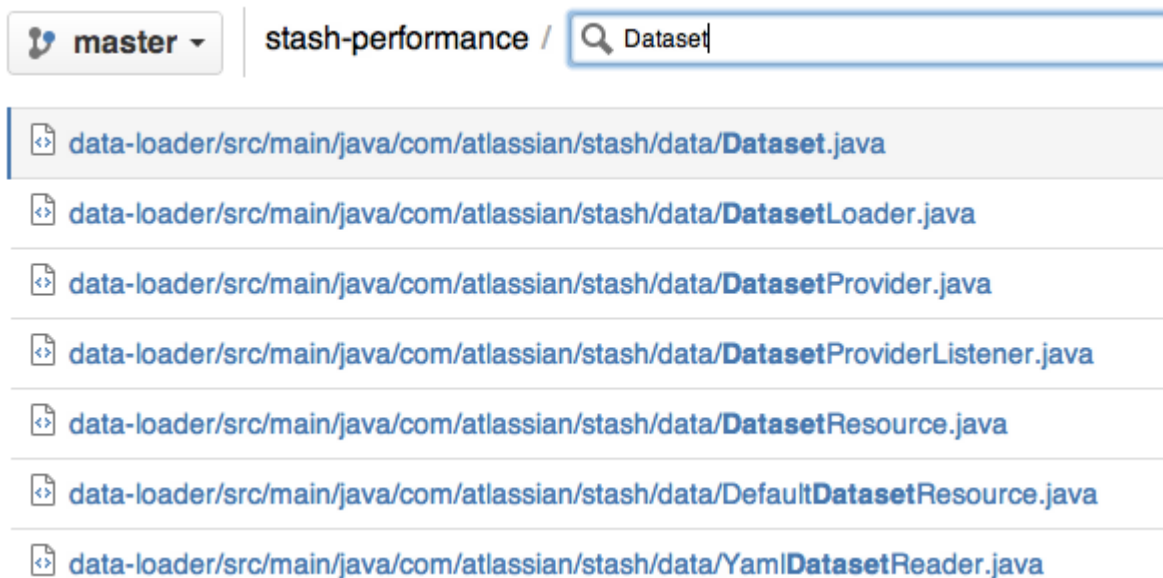 master stash-performance / Dataset
data-loader/src/main/java/com/atlassian/stash/data/Dataset.java
data-loader/src/main/java/com/atlassian/stash/data/DatasetLoader.java
data-loader/src/main/java/com/atlassian/stash/data/DatasetProvider.java
data-loader/src/main/java/com/atlassian/stash/data/DatasetProviderListener.java
data-loader/src/main/java/com/atlassian/stash/data/DatasetResource.java
data-loader/src/main/java/com/atlassian/stash/data/DefaultDatasetResource.java
data-loader/src/main/java/com/atlassian/stash/data/YamlDatasetReader.java